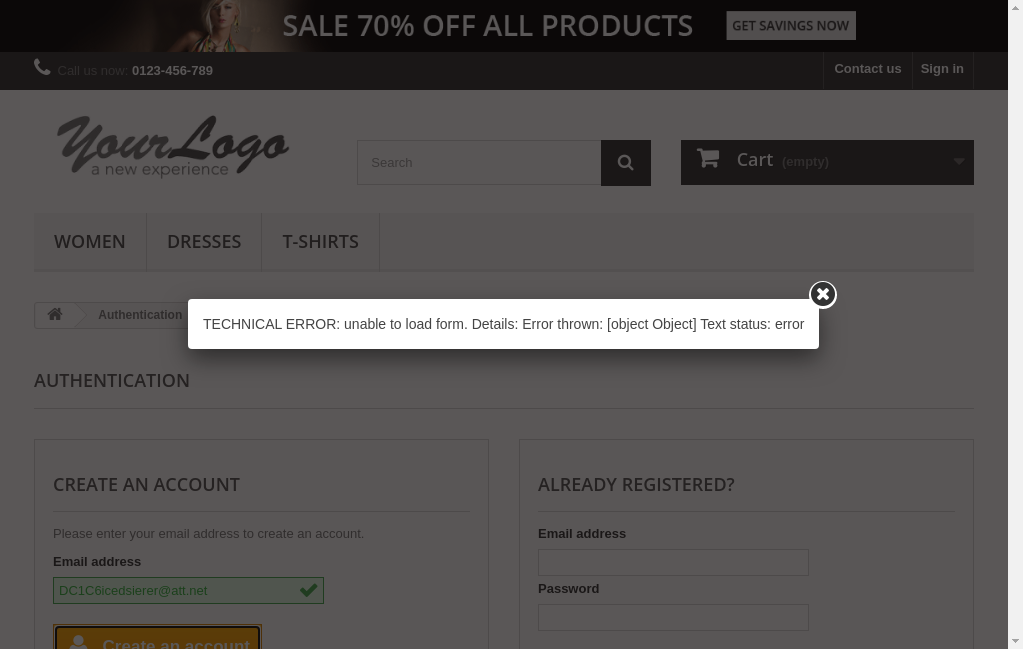 SALE 70% OFF ALL PRODUCTS GET SAVINGS NOW
Call us now: 0123-456-789 Contact us Sign in
YourLogo
a new experience
Search
Cart (empty)
WOMEN DRESSES T-SHIRTS
Authentication
TECHNICAL ERROR: unable to load form. Details: Error thrown: [object Object] Text status: error
AUTHENTICATION
CREATE AN ACCOUNT
Please enter your email address to create an account.
Email address
DC1C6icedsierer@att.net
Create an account
ALREADY REGISTERED?
Email address
Password